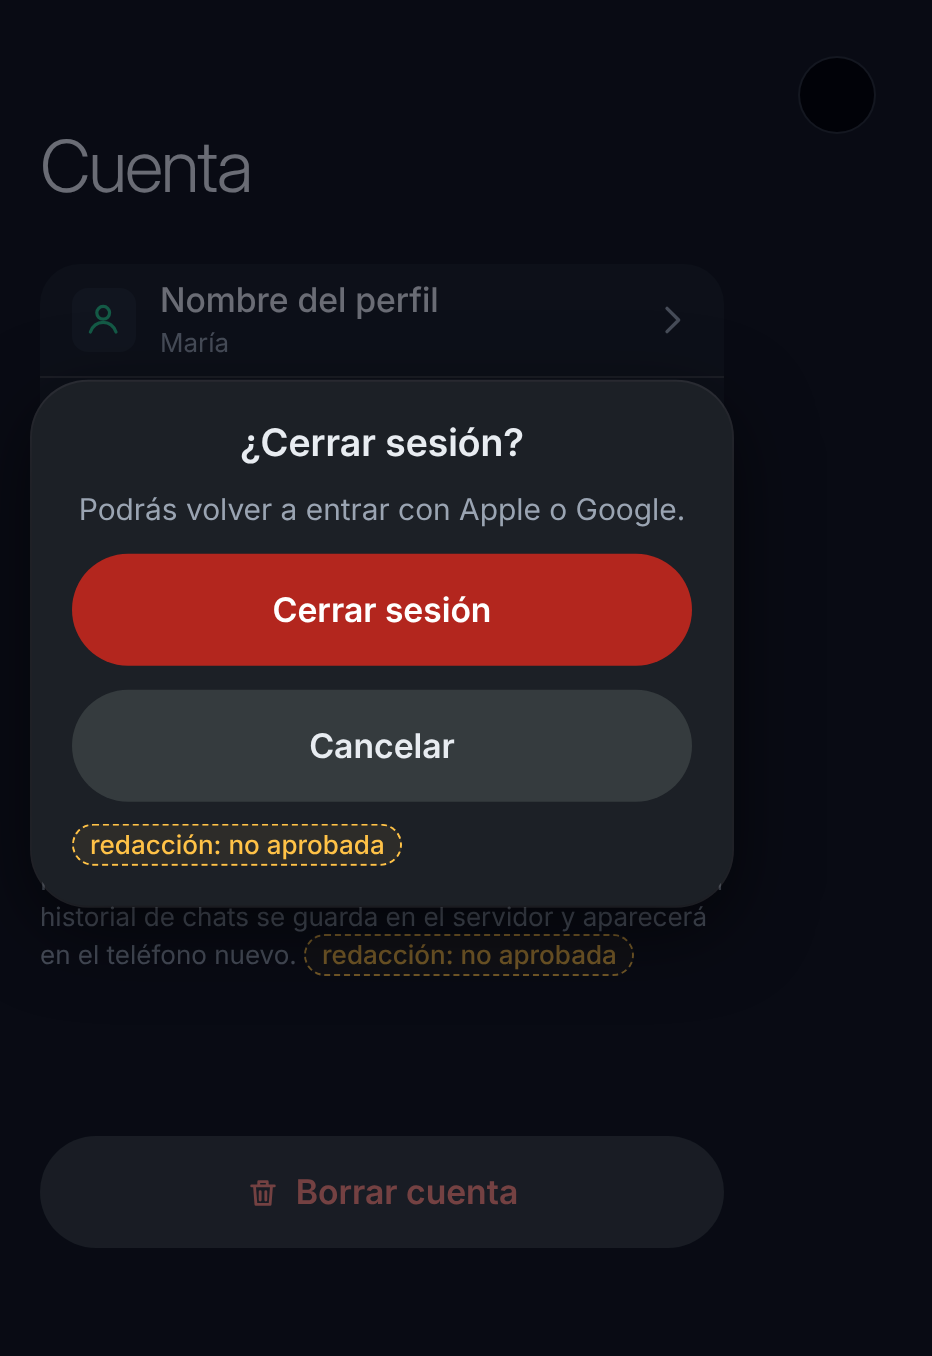 Cuenta
Nombre del perfil
María
¿Cerrar sesión?
Podrás volver a entrar con Apple o Google.
Cerrar sesión
Cancelar
redacción: no aprobada
historial de chats se guarda en el servidor y aparecerá
en el teléfono nuevo. redacción: no aprobada
Borrar cuenta